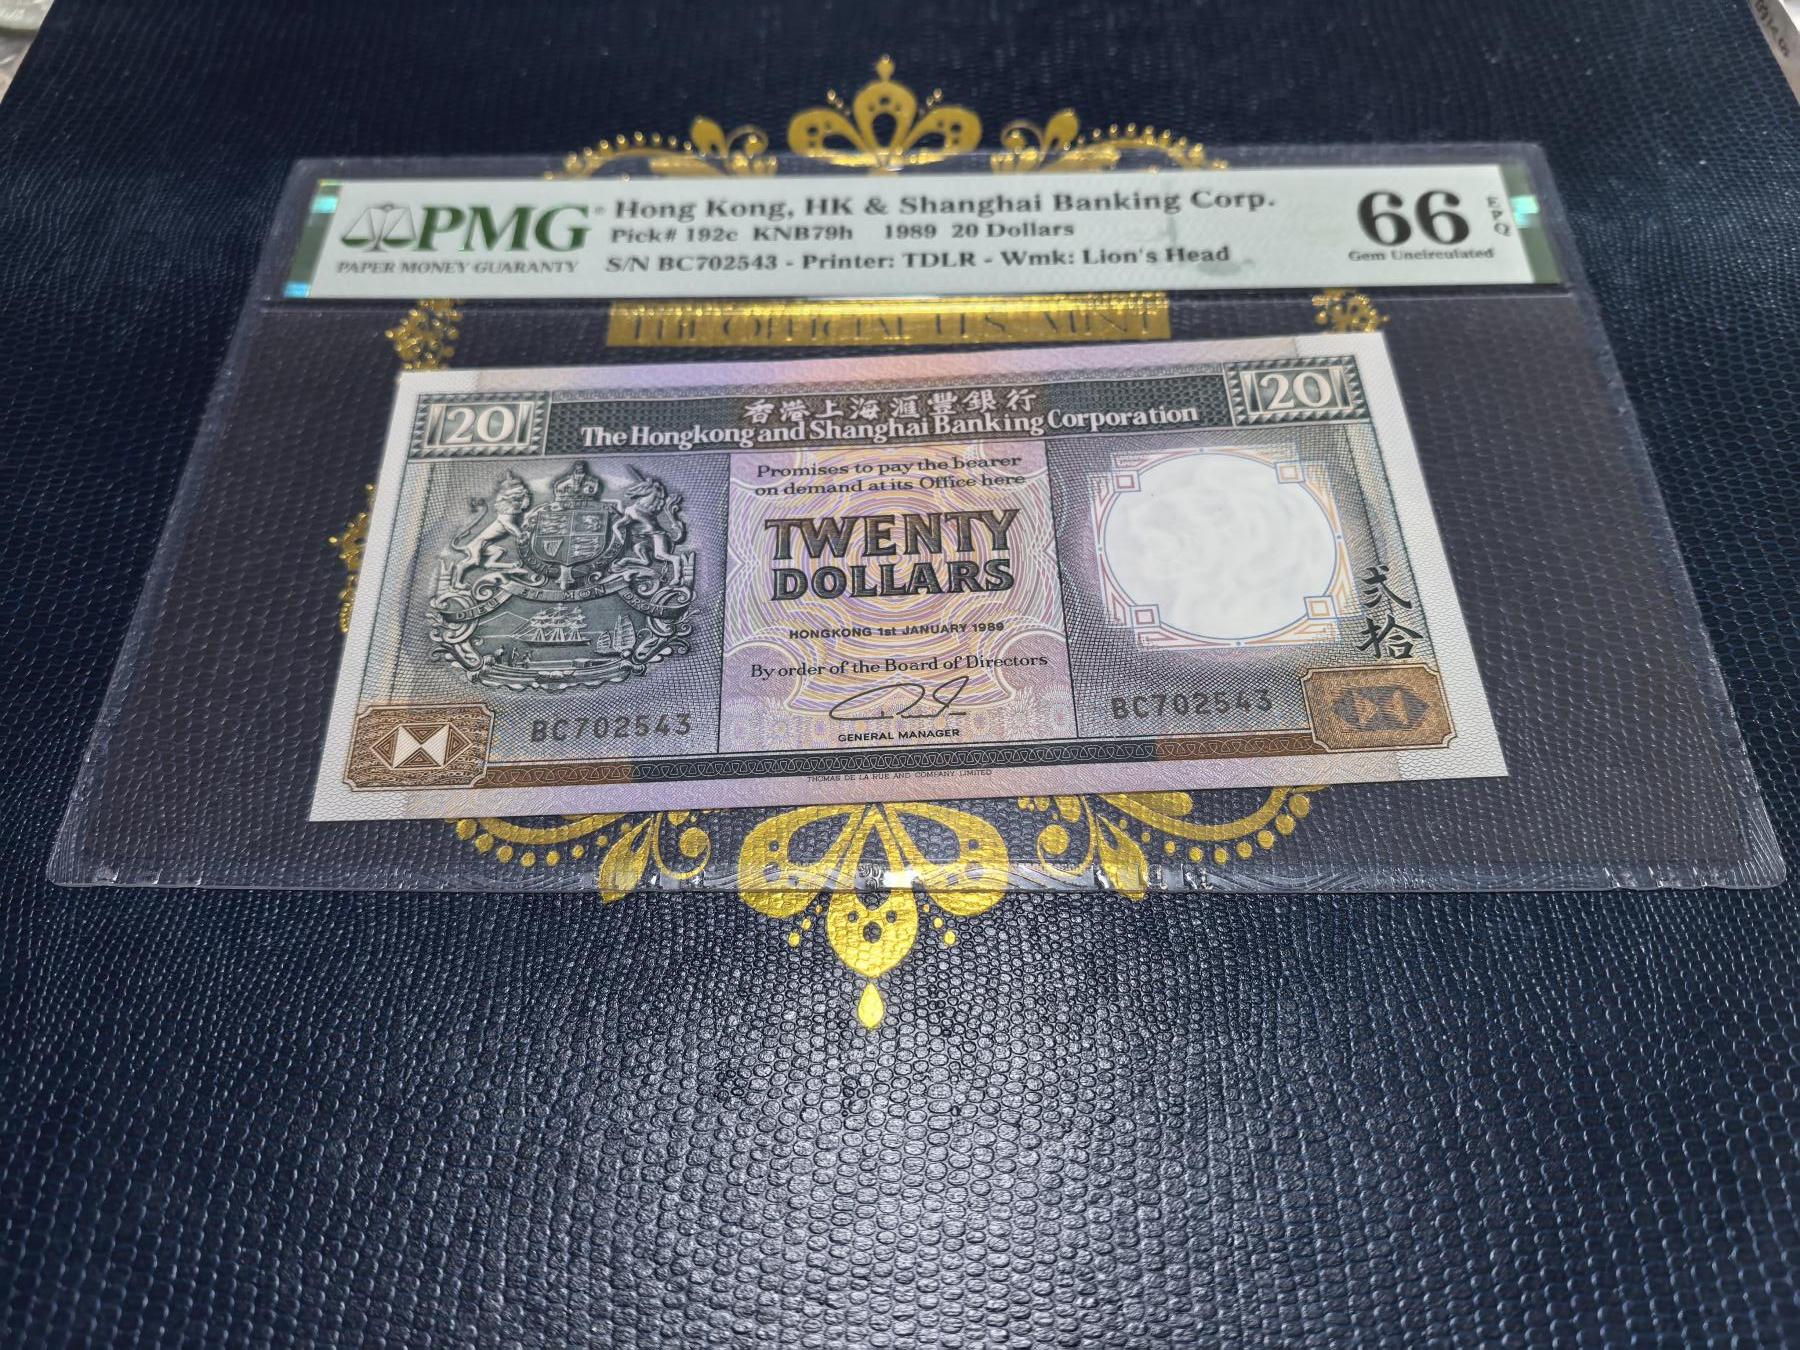 PMG
PAPER MONEY GUARANTY
Hong Kong, HK & Shanghai Banking Corp.
Pick# 192c KNB79h 1989 20 Dollars
S/N BC702543 - Printer: TDLR - Wmk: Lion's Head
66
EPQ
Gem Uncirculated
THE OFFICIAL U.S. MINT
20
香港上海滙豐銀行
The Hongkong and Shanghai Banking Corporation
20
Promises to pay the bearer
on demand at its Office here
TWENTY
DOLLARS
HONGKONG 1st JANUARY 1989
By order of the Board of Directors
GENERAL MANAGER
DIEU ET MON DROIT
貳拾
BC702543
BC702543
THOMAS DE LA RUE AND COMPANY LIMITED